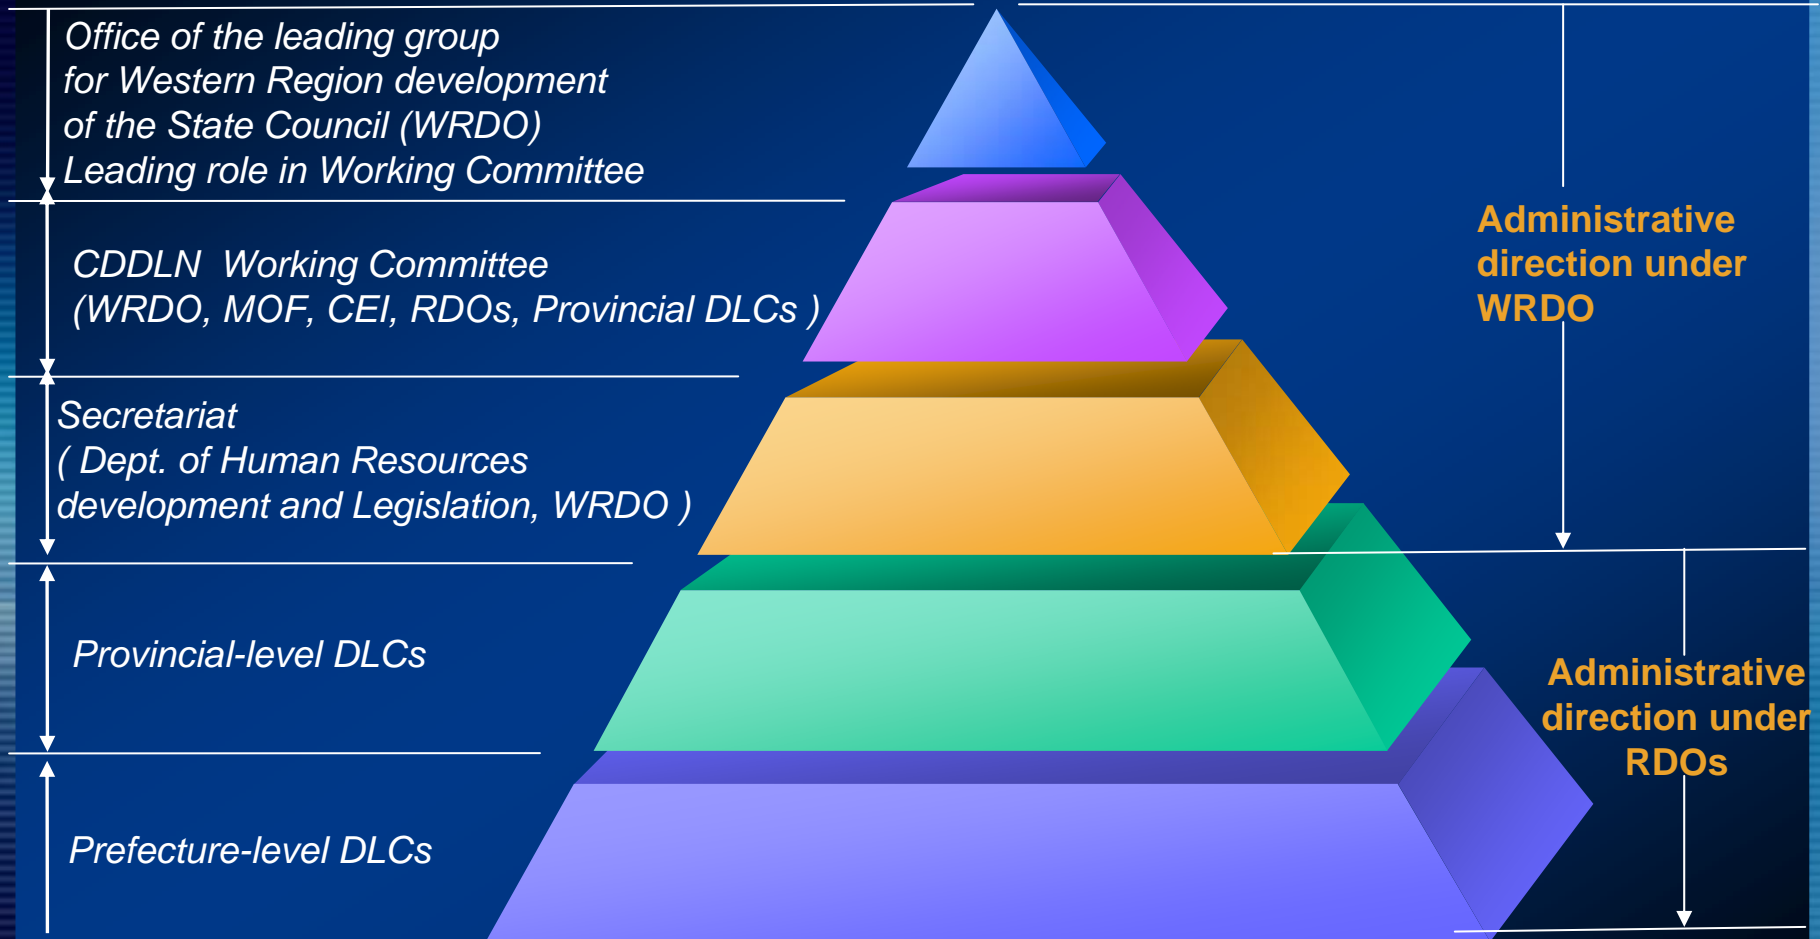 Office of the leading group
for Western Region development
of the State Council (WRDO)
Leading role in Working Committee
CDDLN Working Committee
(WRDO, MOF, CEI, RDOs, Provincial DLCs )
Secretariat
( Dept. of Human Resources
development and Legislation, WRDO )
Provincial-level DLCs
Prefecture-level DLCs
Administrative
direction under
WRDO
Administrative
direction under
RDOs